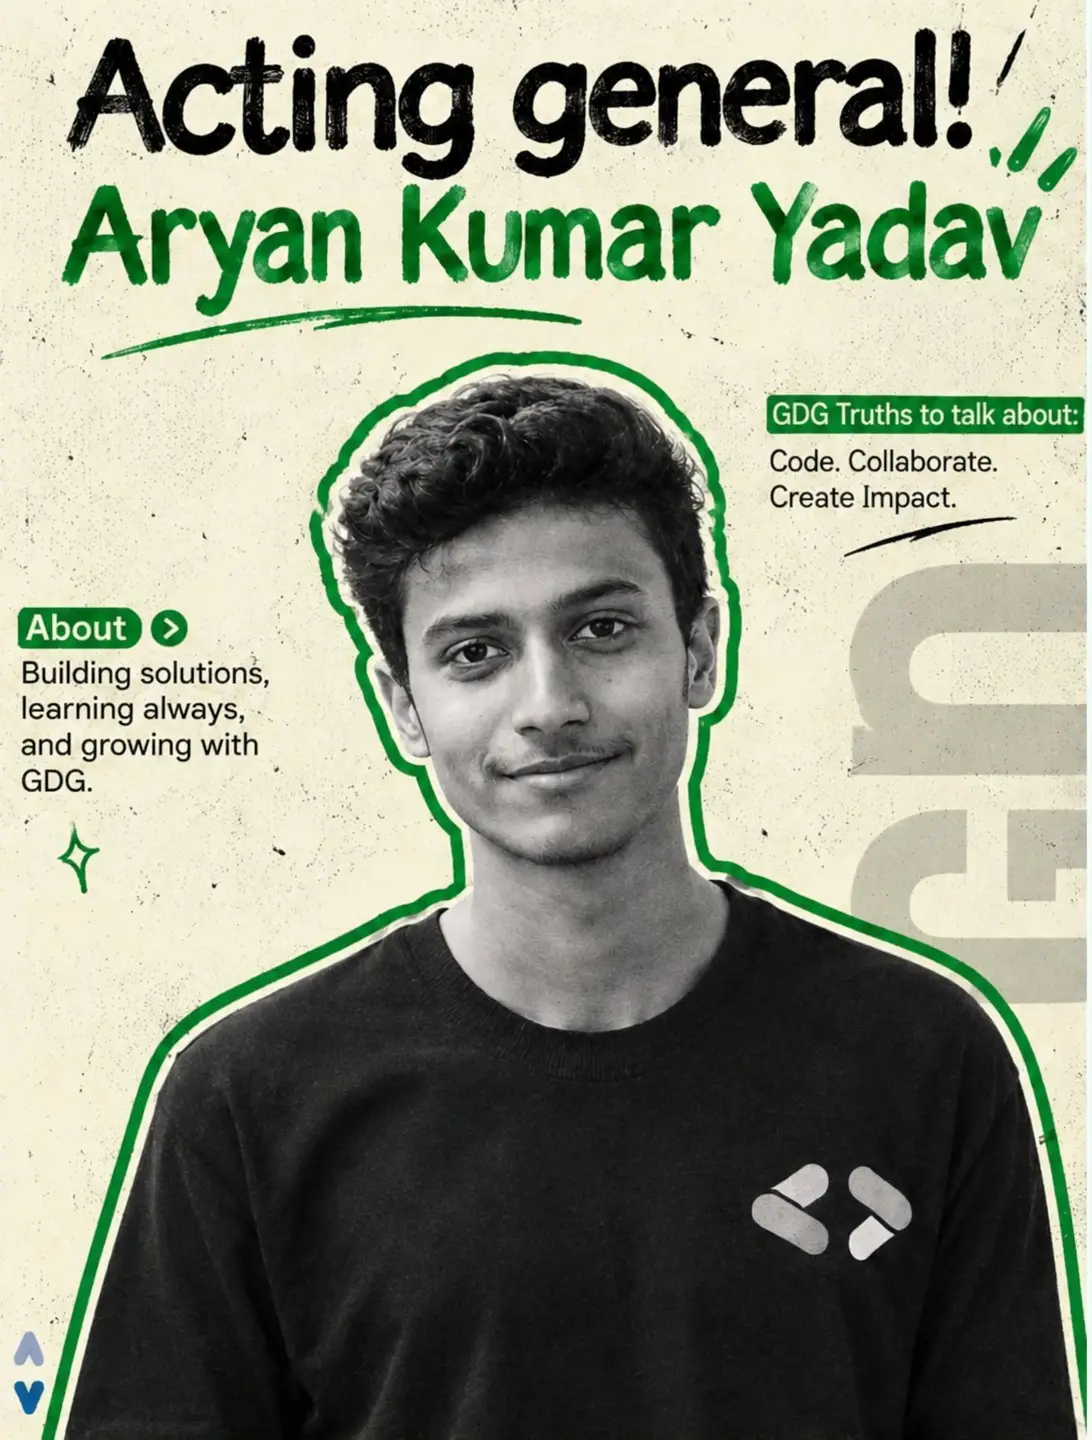 Acting general!
Aryan Kumar Yadav
GDG Truths to talk about:
Code. Collaborate.
Create Impact.
About
Building solutions,
learning always,
and growing with
GDG.